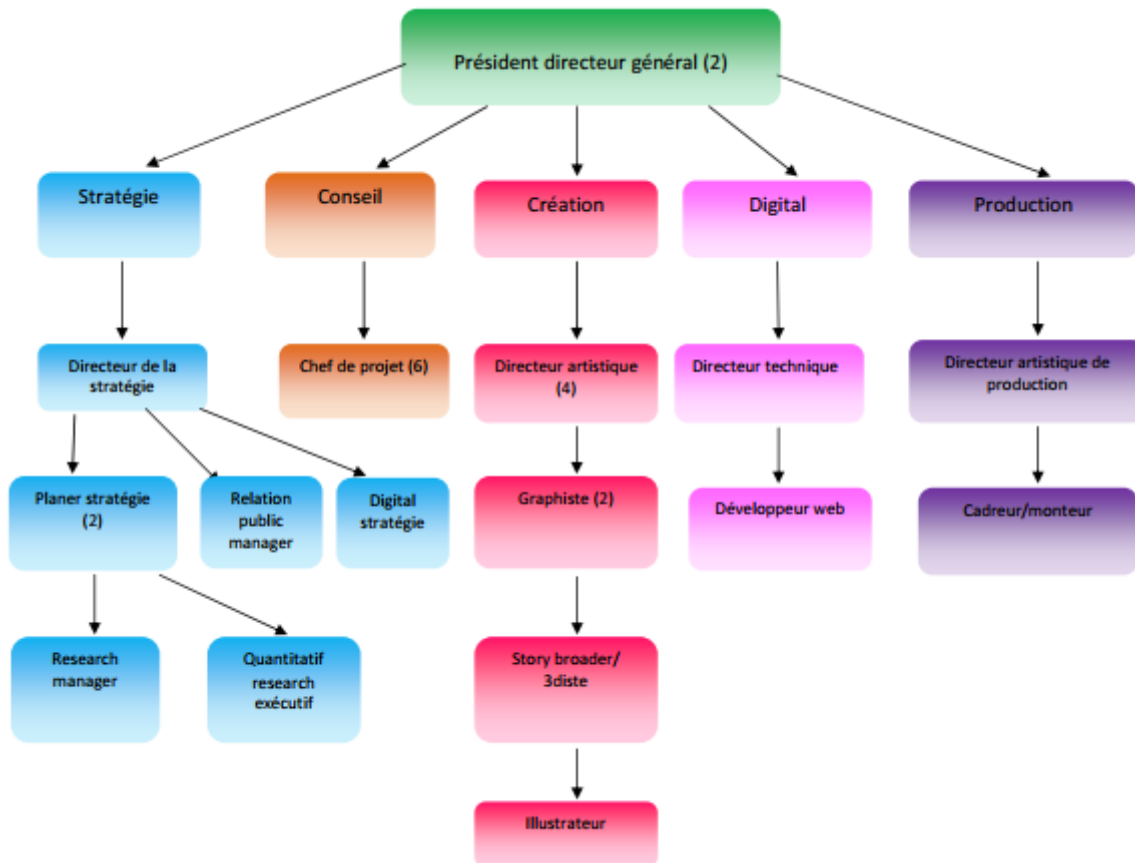 Président directeur général (2)
Stratégie
Conseil
Création
Digital
Production
Directeur de la
stratégie
Chef de projet (6)
Directeur artistique
(4)
Directeur technique
Directeur artistique de
production
Planer stratégie
(2)
Relation
public
manager
Digital
stratégie
Graphiste (2)
Développeur web
Cadreur/monteur
Research
manager
Quantitatif
research
exécutif
Story broader/
3diste
Illustrateur